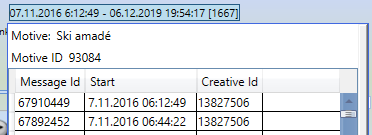 07.11.2016 6:12:49 - 06.12.2019 19:54:17 [1667]
Motive: Ski amadé
Motive ID 93084
Message Id Start Creative Id
67910449 7.11.2016 06:12:49 13827506
67892452 7.11.2016 06:44:22 13827506